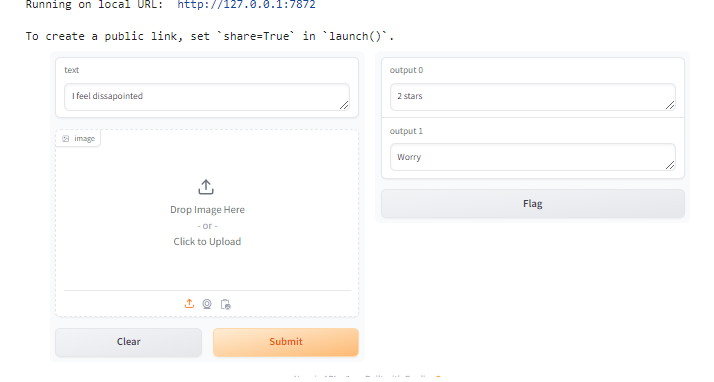 Running on local URL:  http://127.0.0.1:7872
To create a public link, set `share=True` in `launch()`.
text
I feel dissapointed
image
Drop Image Here
- or -
Click to Upload
Clear
Submit
output 0
2 stars
output 1
Worry
Flag